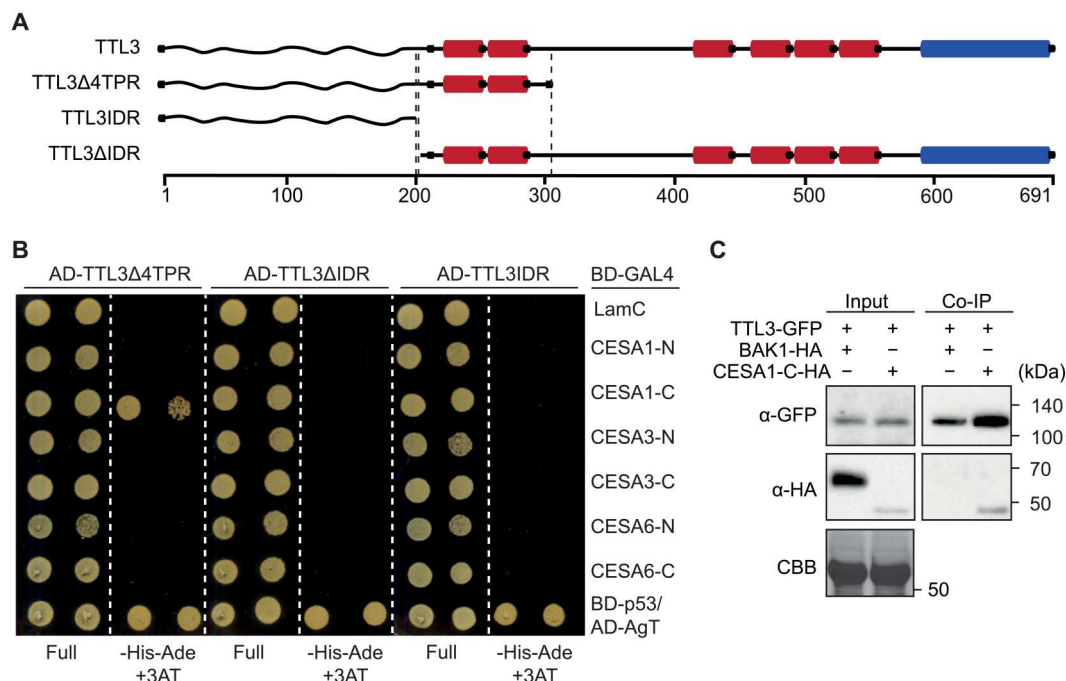 A
TTL3
TTL3Δ4TPR
TTL3IDR
TTL3ΔIDR
1 100 200 300 400 500 600 691
B
AD-TTL3Δ4TPR AD-TTL3ΔIDR AD-TTL3IDR BD-GAL4
LamC
CESA1-N
CESA1-C
CESA3-N
CESA3-C
CESA6-N
CESA6-C
BD-p53/
AD-AgT
Full -His-Ade Full -His-Ade Full -His-Ade
+3AT +3AT +3AT
C
Input Co-IP
TTL3-GFP + + + +
BAK1-HA + – + –
CESA1-C-HA – + – + (kDa)
α-GFP 140
100
α-HA 70
50
CBB 50